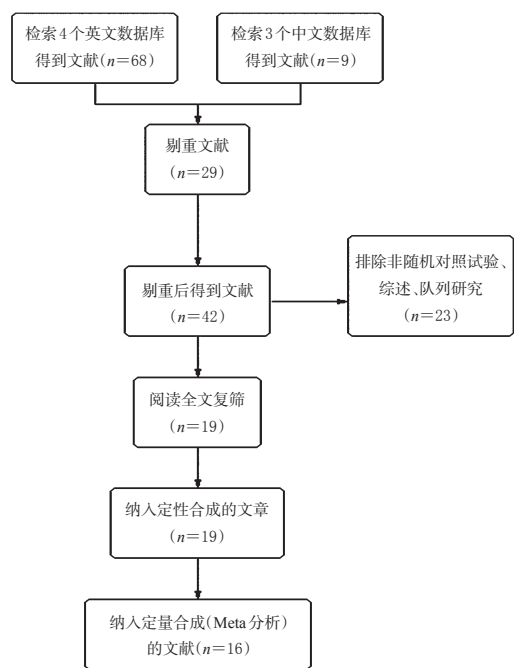 检索4个英文数据库
得到文献(n=68)
检索3个中文数据库
得到文献(n=9)
剔重文献
(n=29)
剔重后得到文献
(n=42)
排除非随机对照试验、
综述、队列研究
(n=23)
阅读全文复筛
(n=19)
纳入定性合成的文章
(n=19)
纳入定量合成(Meta分析)
的文献(n=16)